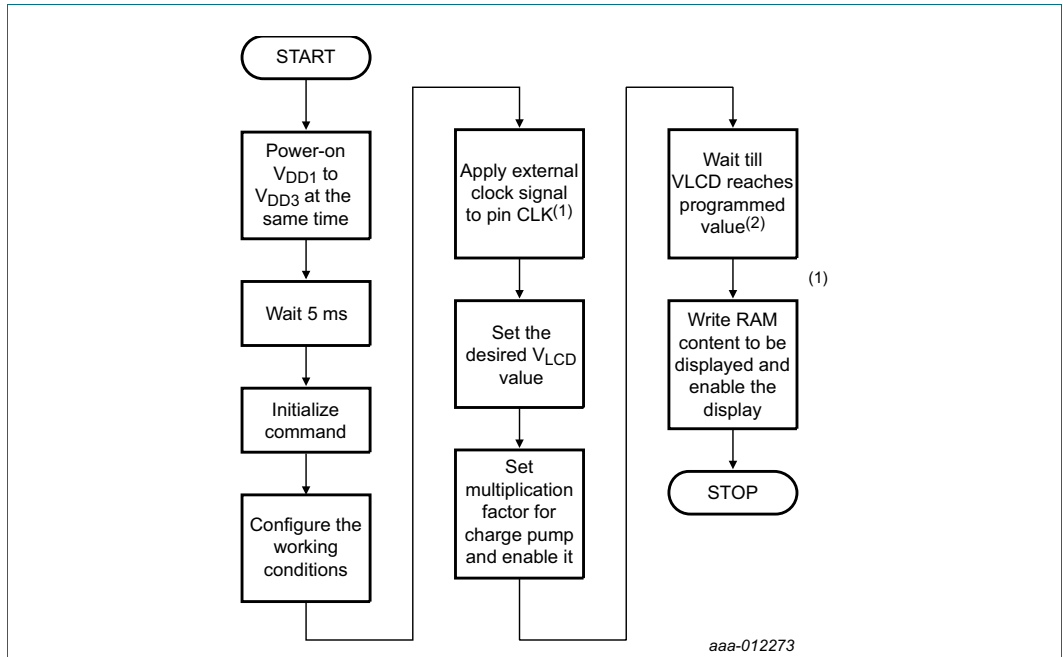 START
Power-on
VDD1 to
VDD3 at the
same time
Wait 5 ms
Initialize
command
Configure the
working
conditions
Apply external
clock signal
to pin CLK(1)
Set the
desired VLCD
value
Set
multiplication
factor for
charge pump
and enable it
Wait till
VLCD reaches
programmed
value(2)
(1)
Write RAM
content to be
displayed and
enable the
display
STOP
aaa-012273